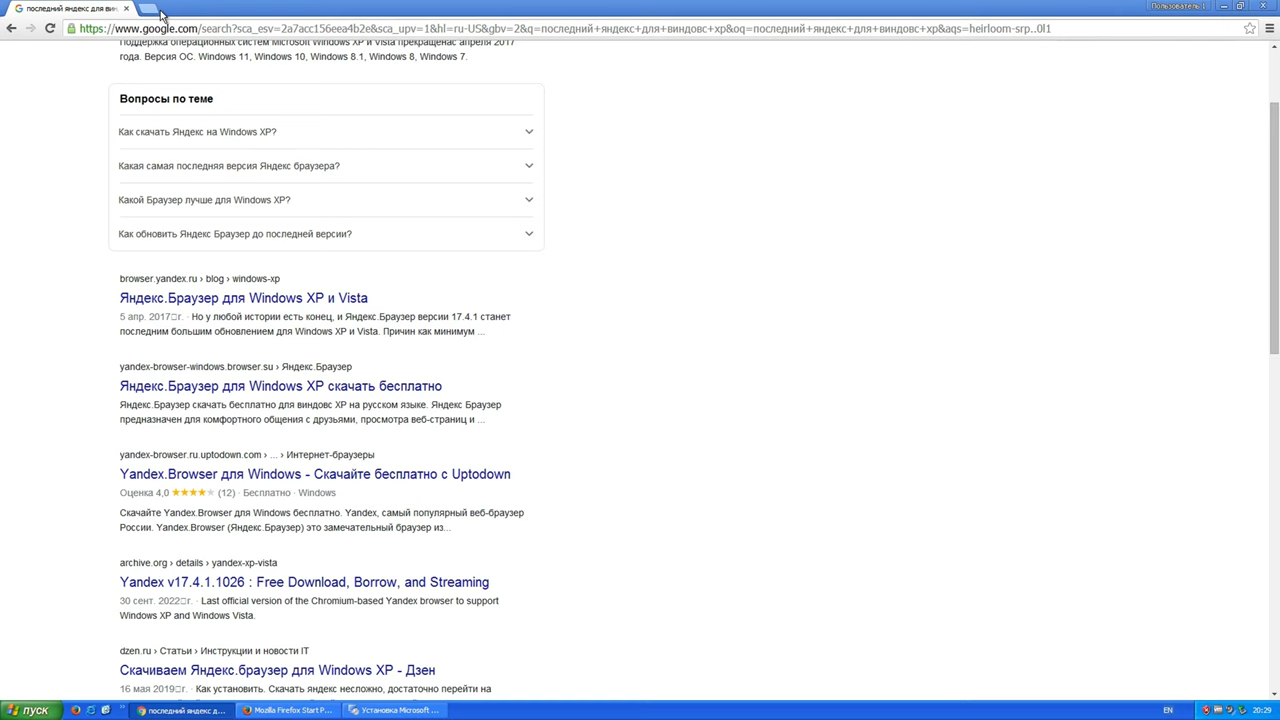 последний яндекс для вин
Пользователь 1
https://www.google.com/search?sca_esv=2a7acc156eea4b2e&sca_upv=1&hl=ru-US&gbv=2&q=последний+яндекс+для+виндовс+xp&oq=последний+яндекс+для+виндовс+xp&aqs=heirloom-srp..0l1
Поддержка операционных систем Microsoft Windows XP и Vista прекращенас апреля 2017
года. Версия ОС. Windows 11, Windows 10, Windows 8.1, Windows 8, Windows 7.
Вопросы по теме
Как скачать Яндекс на Windows XP?
Какая самая последняя версия Яндекс браузера?
Какой Браузер лучше для Windows XP?
Как обновить Яндекс Браузер до последней версии?
browser.yandex.ru › blog › windows-xp
Яндекс.Браузер для Windows XP и Vista
5 апр. 2017 г. · Но у любой истории есть конец, и Яндекс.Браузер версии 17.4.1 станет
последним большим обновлением для Windows XP и Vista. Причин как минимум ...
yandex-browser-windows.browser.su › Яндекс.Браузер
Яндекс.Браузер для Windows XP скачать бесплатно
Яндекс.Браузер скачать бесплатно для виндовс XP на русском языке. Яндекс Браузер
предназначен для комфортного общения с друзьями, просмотра веб-страниц и ...
yandex-browser.ru.uptodown.com › ... › Интернет-браузеры
Yandex.Browser для Windows - Скачайте бесплатно с Uptodown
Оценка 4,0 (12) · Бесплатно · Windows
Скачайте Yandex.Browser для Windows бесплатно. Yandex, самый популярный веб-браузер
России. Yandex.Browser (Яндекс.Браузер) это замечательный браузер из...
archive.org › details › yandex-xp-vista
Yandex v17.4.1.1026 : Free Download, Borrow, and Streaming
30 сент. 2022 г. · Last official version of the Chromium-based Yandex browser to support
Windows XP and Windows Vista.
dzen.ru › Статьи › Инструкции и новости IT
Скачиваем Яндекс.браузер для Windows XP - Дзен
16 мая 2019 г. · Как установить. Скачать яндекс несложно, достаточно перейти на
пуск
последний яндекс д...
Mozilla Firefox Start P...
Установка Microsoft ...
EN
20:29